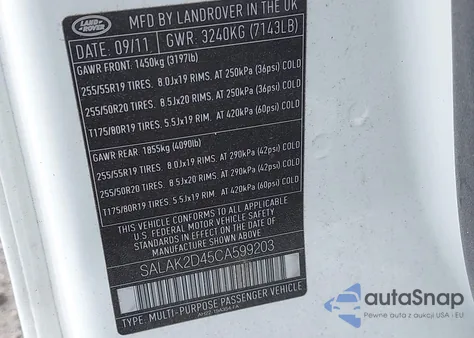 LAND
ROVER
MFD BY LANDROVER IN THE UK
DATE: 09/11 GWR: 3240KG (7143LB)
GAWR FRONT: 1450kg (3197lb)
255/55R19 TIRES. 8.0Jx19 RIMS. AT 250kPa (36psi) COLD
255/50R20 TIRES. 8.5Jx20 RIMS. AT 250kPa (36psi) COLD
T175/80R19 TIRES. 5.5Jx19 RIM. AT 420kPa (60psi) COLD
GAWR REAR: 1855kg (4090lb)
255/55R19 TIRES. 8.0Jx19 RIMS. AT 290kPa (42psi) COLD
255/50R20 TIRES. 8.5Jx20 RIMS. AT 290kPa (42psi) COLD
T175/80R19 TIRES. 5.5Jx19 RIM. AT 420kPa (60psi) COLD
THIS VEHICLE CONFORMS TO ALL APPLICABLE
U.S. FEDERAL MOTOR VEHICLE SAFETY
STANDARDS IN EFFECT ON THE DATE OF
MANUFACTURE SHOWN ABOVE
SALAK2D45CA599203
TYPE: MULTI-PURPOSE PASSENGER VEHICLE
autoSnap
Pewne auta z aukcji w USA i EU